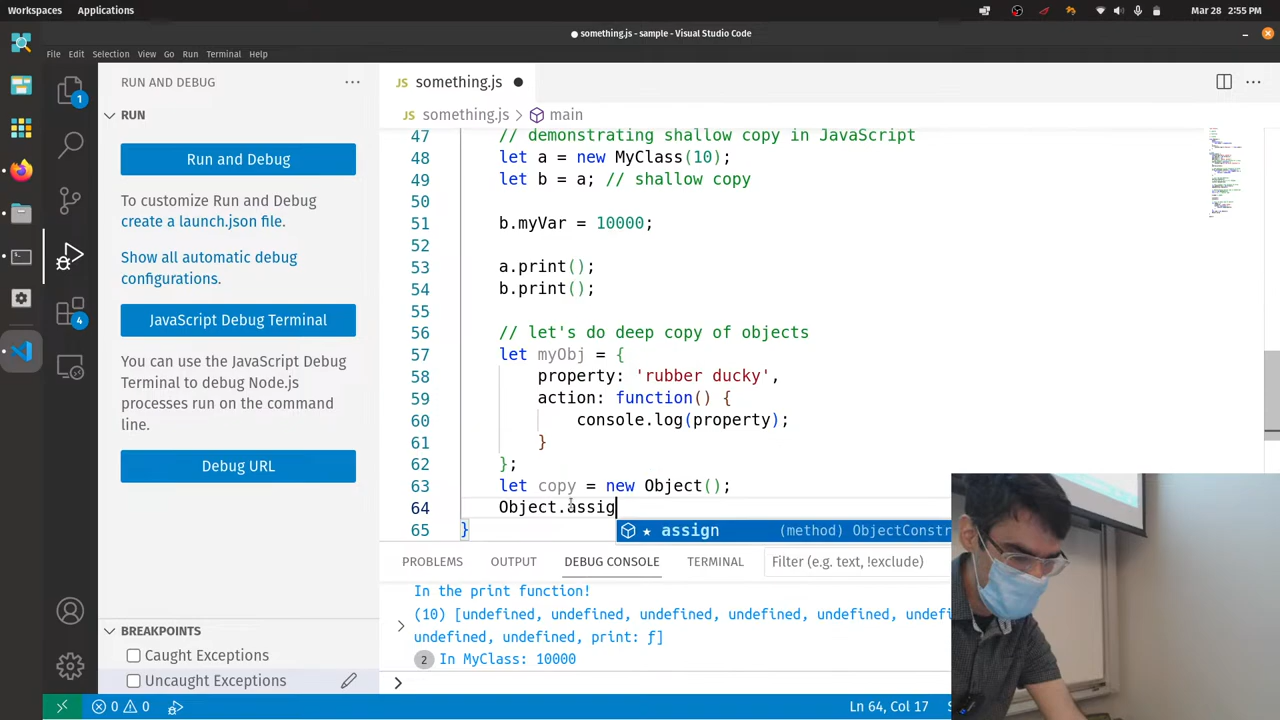 Workspaces Applications Mar 28 2:55 PM
something.js - sample - Visual Studio Code
File Edit Selection View Go Run Terminal Help
RUN AND DEBUG
RUN
Run and Debug
To customize Run and Debug
create a launch.json file.
Show all automatic debug
configurations.
JavaScript Debug Terminal
You can use the JavaScript Debug
Terminal to debug Node.js
processes run on the command
line.
Debug URL
BREAKPOINTS
Caught Exceptions
Uncaught Exceptions
1
4
JS something.js
JS something.js > main
47 // demonstrating shallow copy in JavaScript
48 let a = new MyClass(10);
49 let b = a; // shallow copy
50
51 b.myVar = 10000;
52
53 a.print();
54 b.print();
55
56 // let's do deep copy of objects
57 let myObj = {
58 property: 'rubber ducky',
59 action: function() {
60 console.log(property);
61 }
62 };
63 let copy = new Object();
64 Object.assig
assign (method) ObjectConstr
65 }
PROBLEMS OUTPUT DEBUG CONSOLE TERMINAL Filter (e.g. text, !exclude)
In the print function!
(10) [undefined, undefined, undefined, undefined, undefined, undefi
undefined, undefined, print: ƒ]
2 In MyClass: 10000
0 0 Ln 64, Col 17